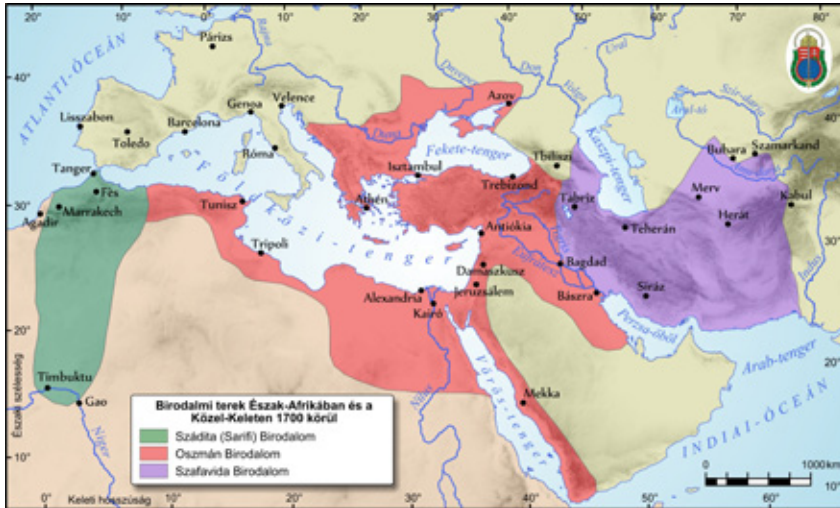 0° 10° 20° 30° 40° 50° 60° 70° 80°
ATLANTI-ÓCEÁN
Párizs
Rajna
Dnyeper
Don
Volga
Ural
Szir-darja
Aral-tó
40°
40°
Lisszabon
Toledo
Barcelona
Genoa
Velence
Duna
Azov
Róma
Fekete-tenger
Isztambul
Trebizond
Tbiliszi
Kaszpi-tenger
Buhara
Szamarkand
Tanger
Fès
Marrakech
Agadir
30°
30°
Földközi-tenger
Tunisz
Tripoli
Athén
Antiókia
Tigris
Eufrátesz
Tabriz
Teherán
Merv
Herát
Kabul
Damaszkusz
Jeruzsálem
Bagdad
Bászra
Siráz
Indus
Alexandria
Kairó
Perzsa-öböl
20°
20°
Északi szélesség
Nílus
Vörös-tenger
Mekka
Arab-tenger
INDIAI-ÓCEÁN
Timbuktu
Gao
Niger
Birodalmi terek Észak-Afrikában és a
Közel-Keleten 1700 körül
Szádita (Sarifi) Birodalom
Oszmán Birodalom
Szafavida Birodalom
10°
0 1000 km
10°
Keleti hosszúság
0° 10° 20° 30° 40° 50° 60°